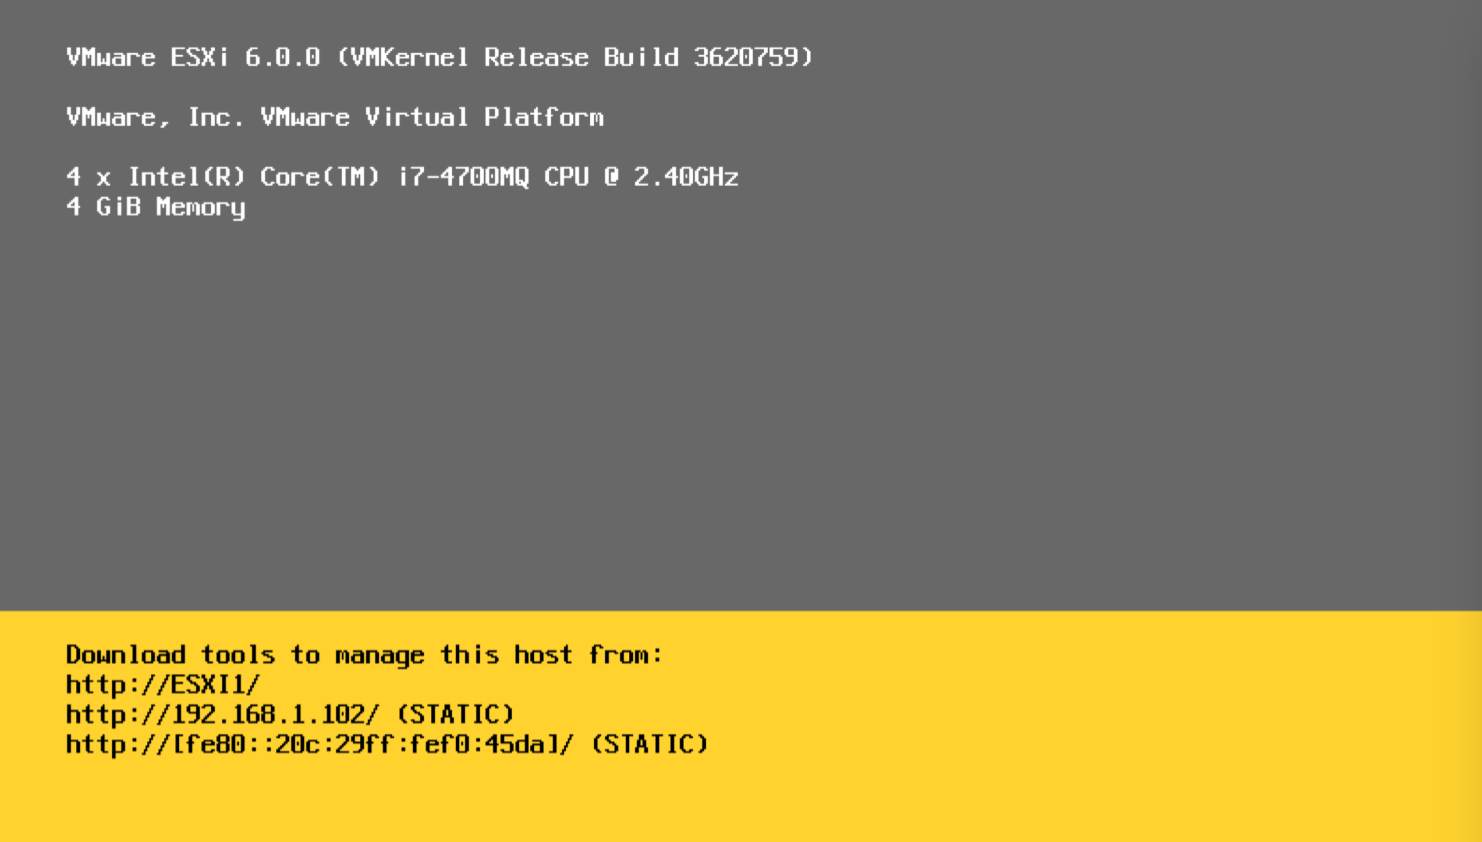 VMware ESXi 6.0.0 (VMKernel Release Build 3620759)
VMware, Inc. VMware Virtual Platform
4 x Intel(R) Core(TM) i7-4700MQ CPU @ 2.40GHz
4 GiB Memory
Download tools to manage this host from:
http://ESXI1/
http://192.168.1.102/ (STATIC)
http://[fe80::20c:29ff:fef0:45da]/ (STATIC)